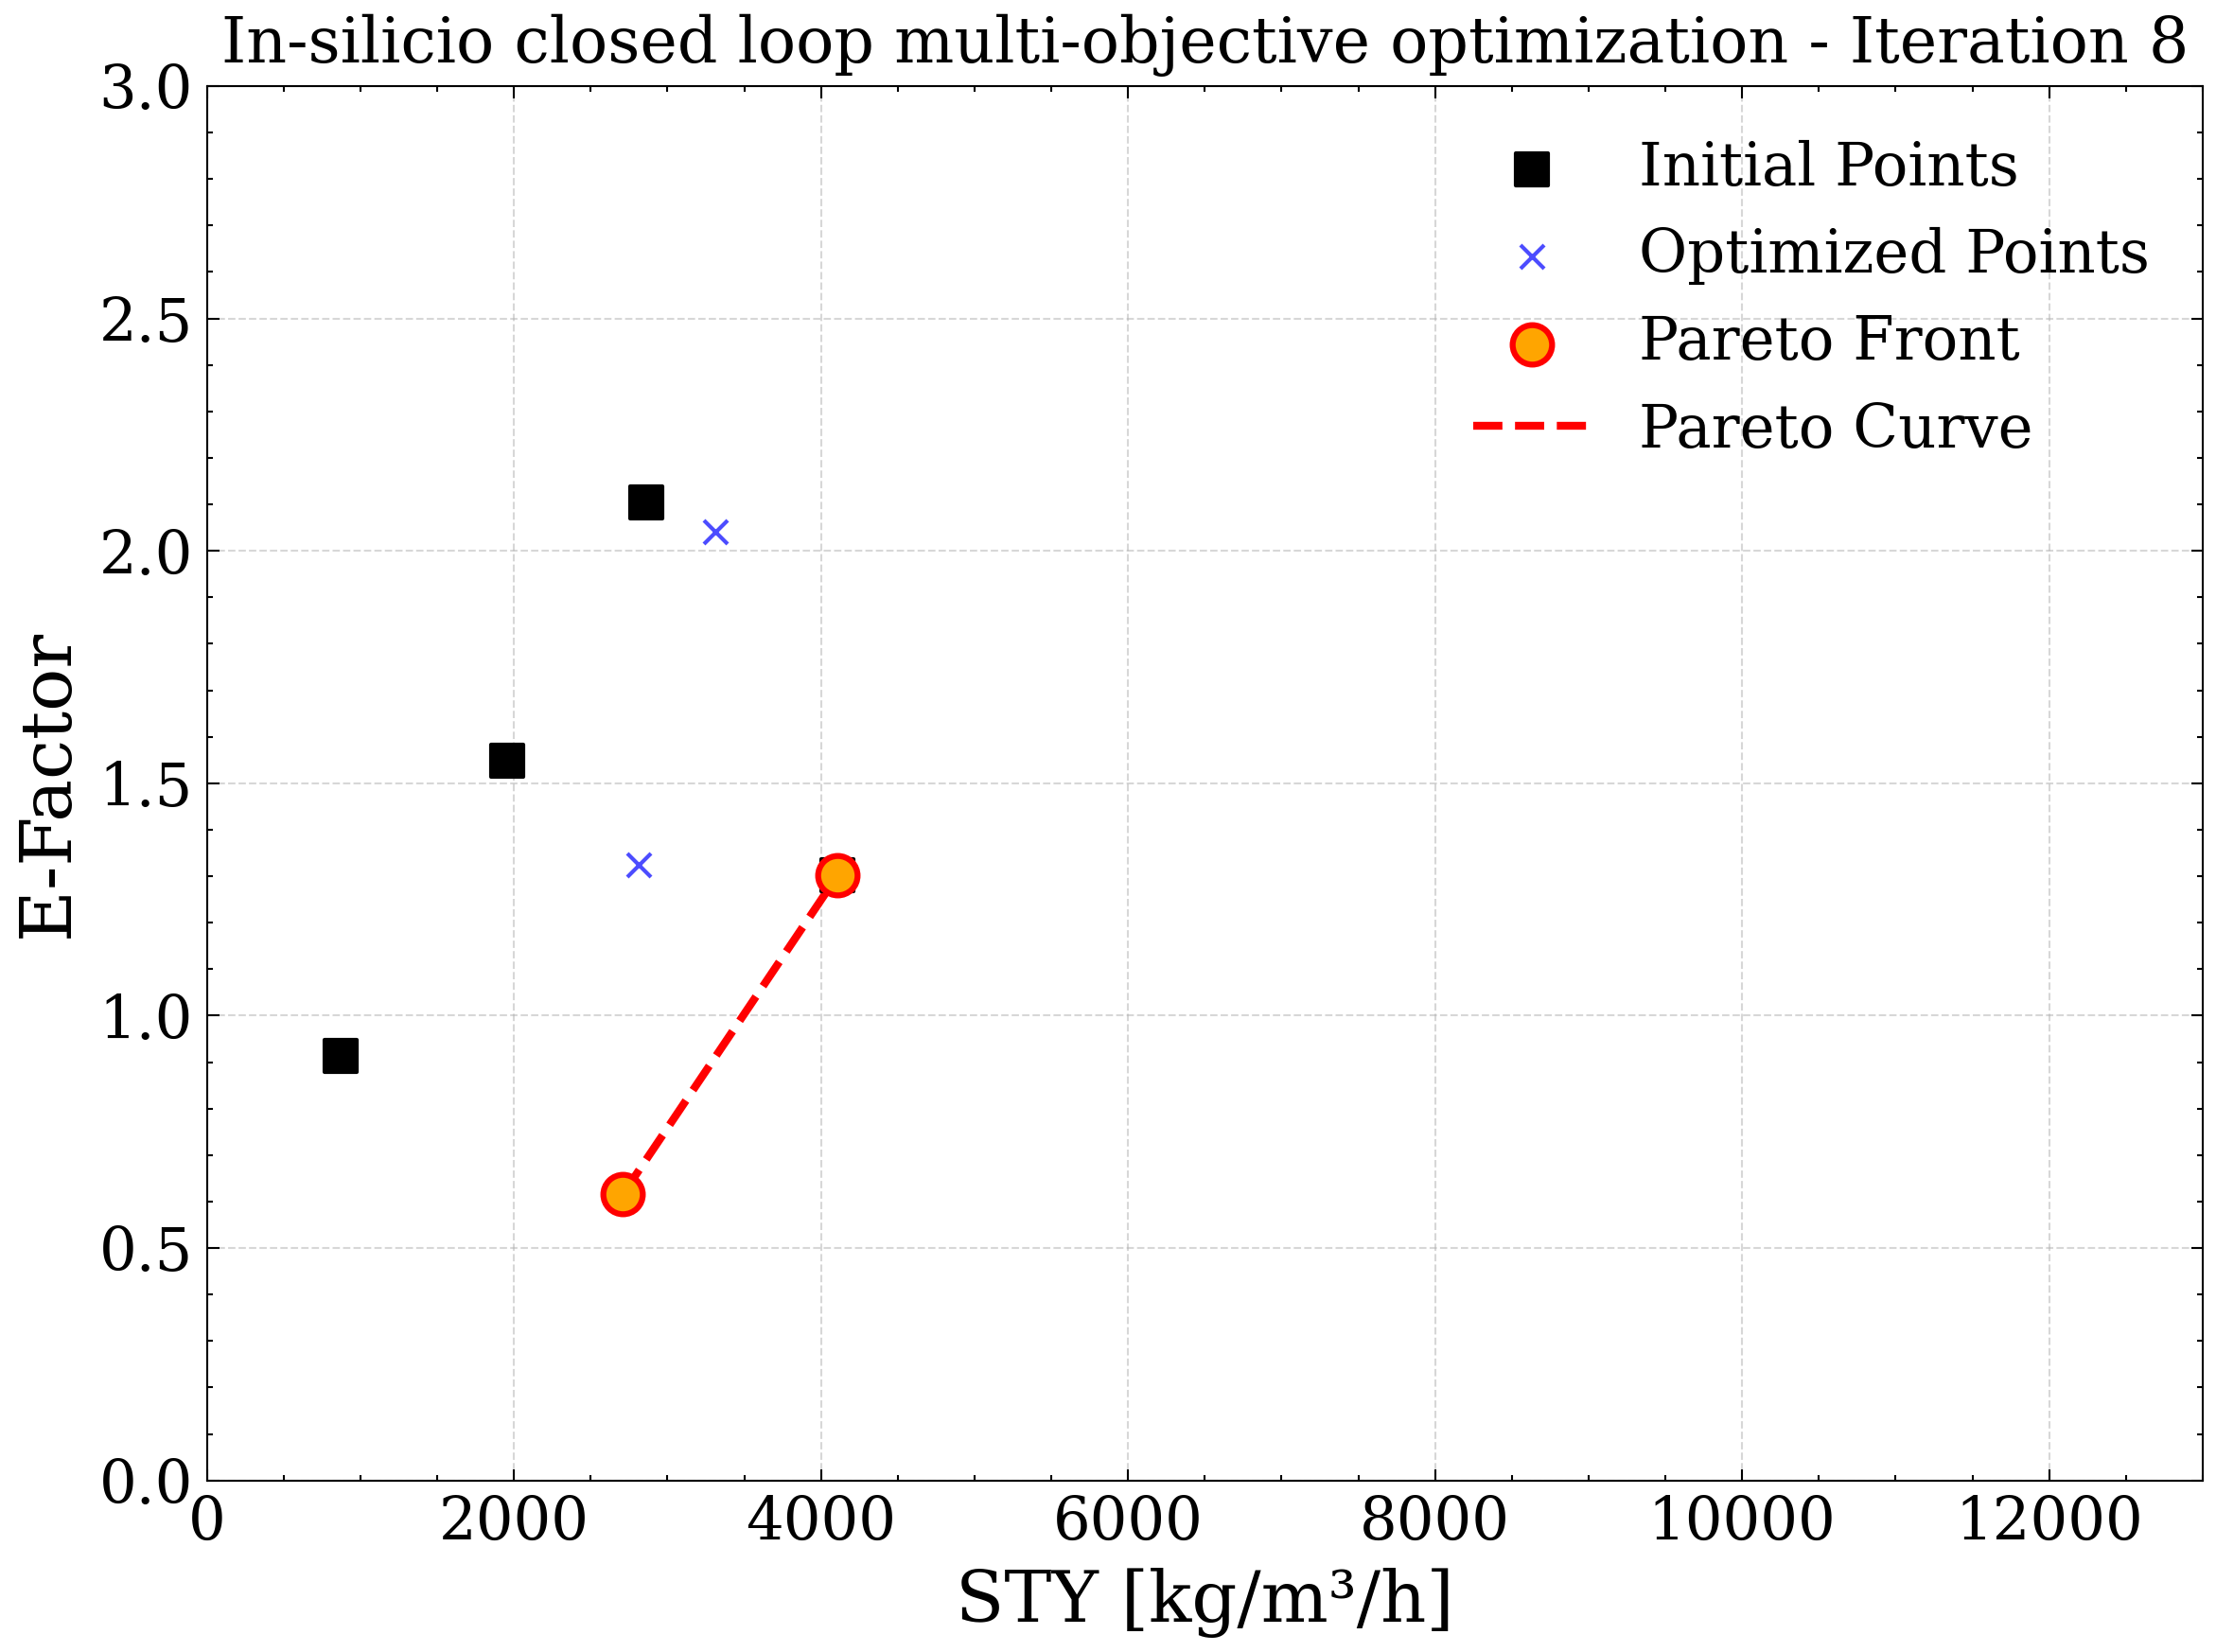 In-silicio closed loop multi-objective optimization - Iteration 8
3.0
2.5
2.0
1.5
1.0
0.5
0.0
E-Factor
Initial Points
Optimized Points
Pareto Front
Pareto Curve
0 2000 4000 6000 8000 10000 12000
STY [kg/m³/h]